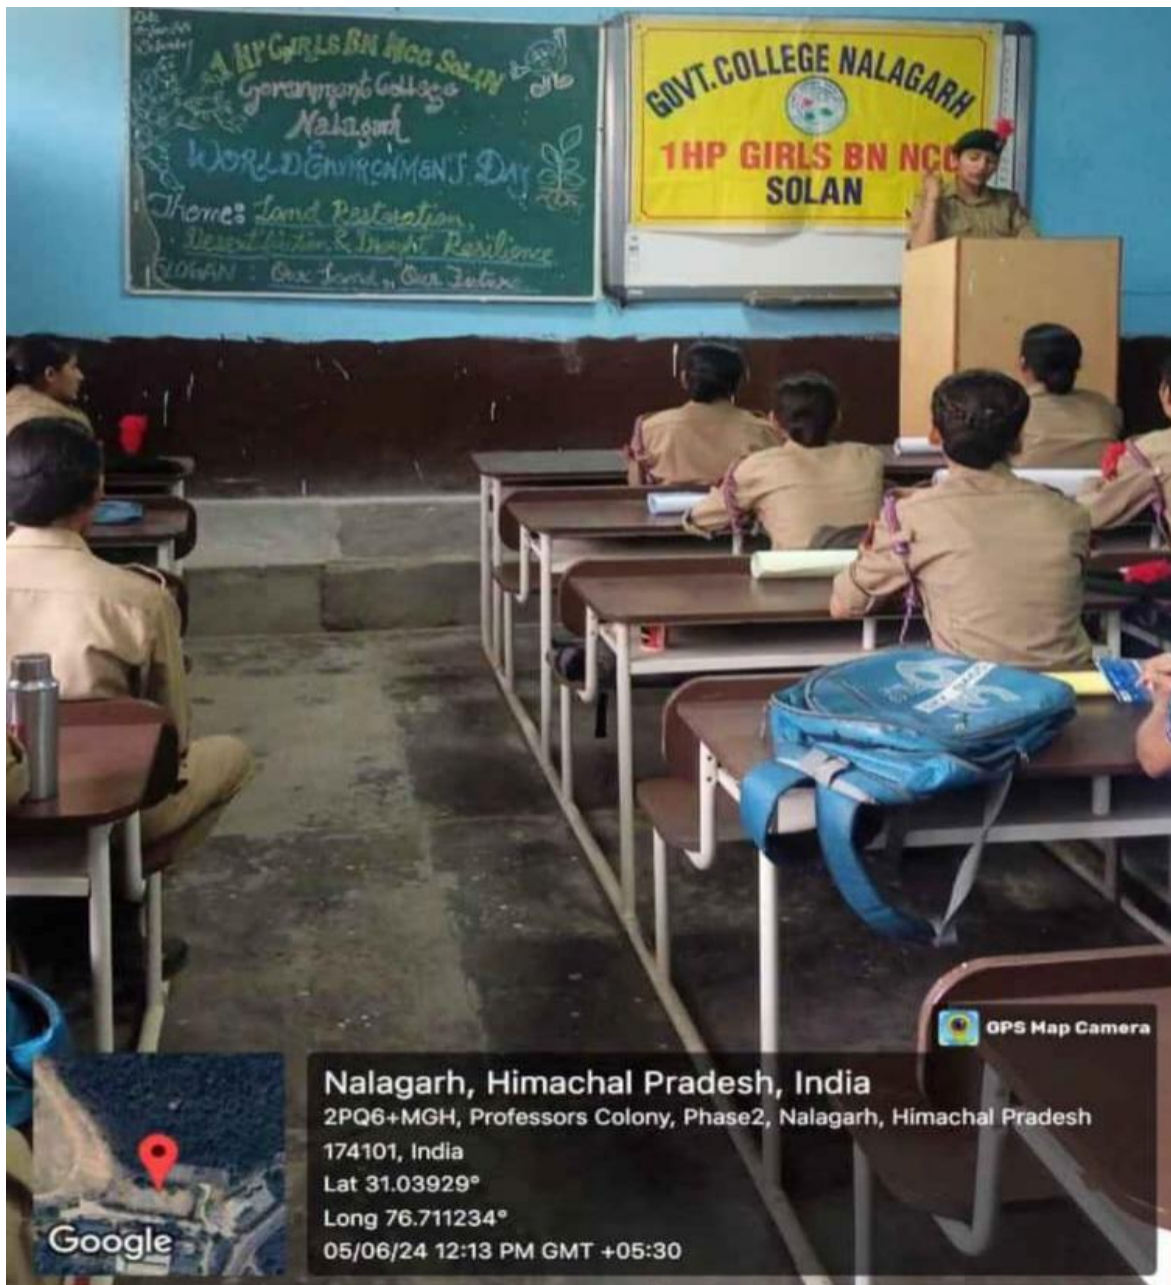 1 HP GIRLS BN NCC SOLAN
Government College
Nalagarh
WORLD ENVIRONMENT DAY
Theme: Land Restoration,
Desertification & Drought Resilience
SLOGAN : Our Land, Our Future
GOVT. COLLEGE NALAGARH
1HP GIRLS BN NCC
SOLAN
GPS Map Camera
Nalagarh, Himachal Pradesh, India
2PQ6+MGH, Professors Colony, Phase2, Nalagarh, Himachal Pradesh
174101, India
Lat 31.03929°
Long 76.711234°
05/06/24 12:13 PM GMT +05:30
Google